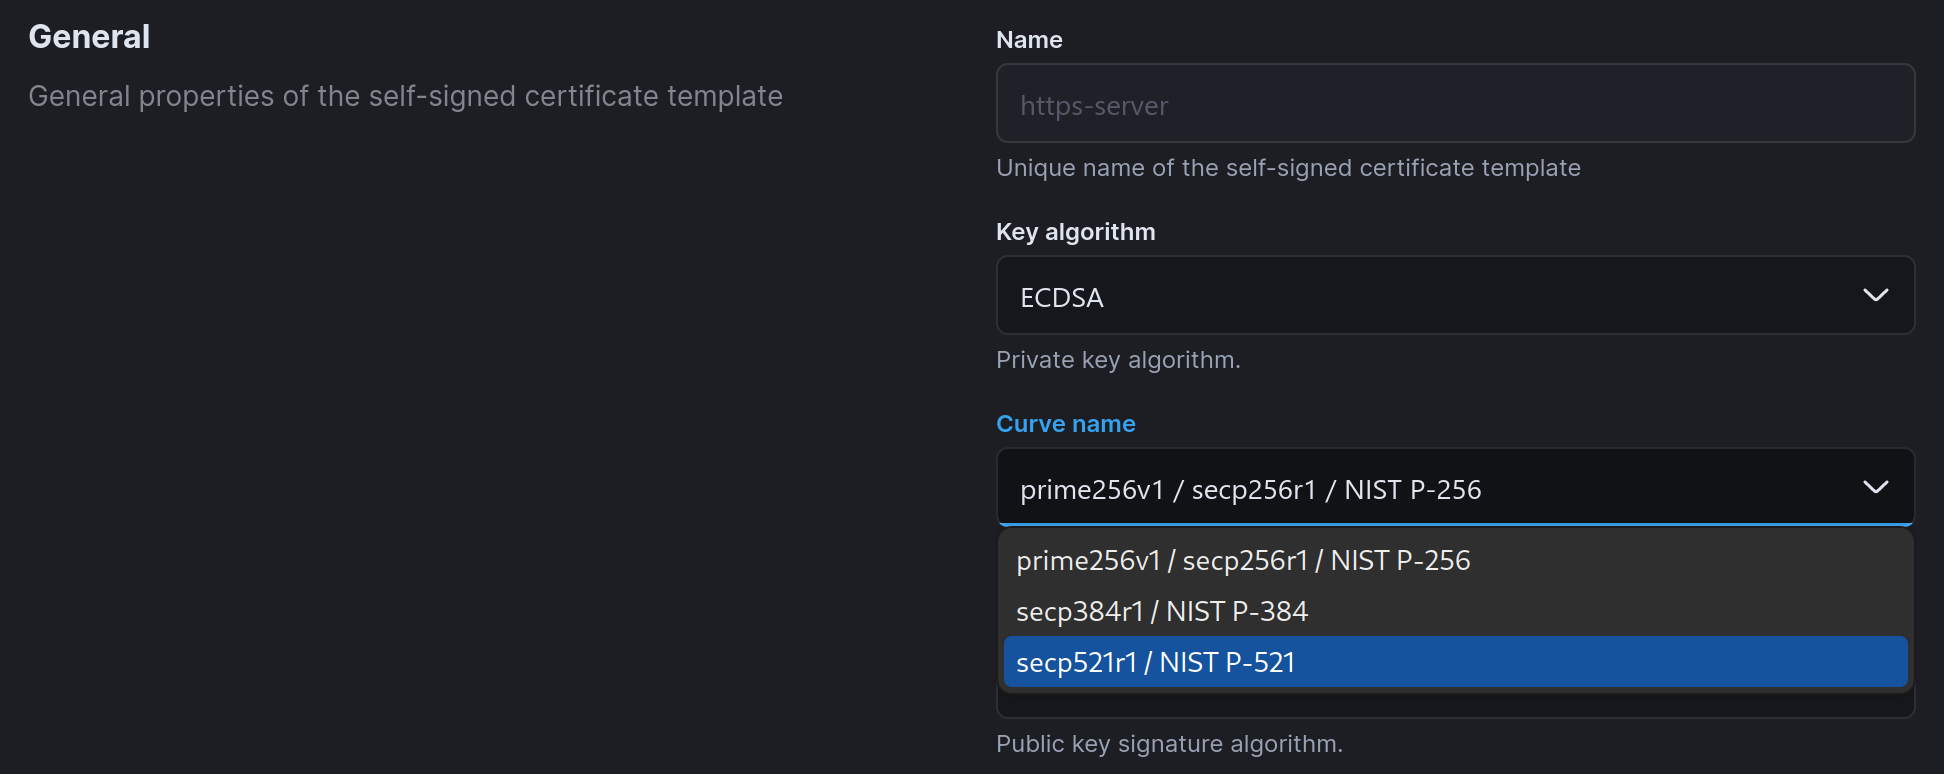 General
General properties of the self-signed certificate template
Name
https-server
Unique name of the self-signed certificate template
Key algorithm
ECDSA
Private key algorithm.
Curve name
prime256v1 / secp256r1 / NIST P-256
prime256v1 / secp256r1 / NIST P-256
secp384r1 / NIST P-384
secp521r1 / NIST P-521
Public key signature algorithm.